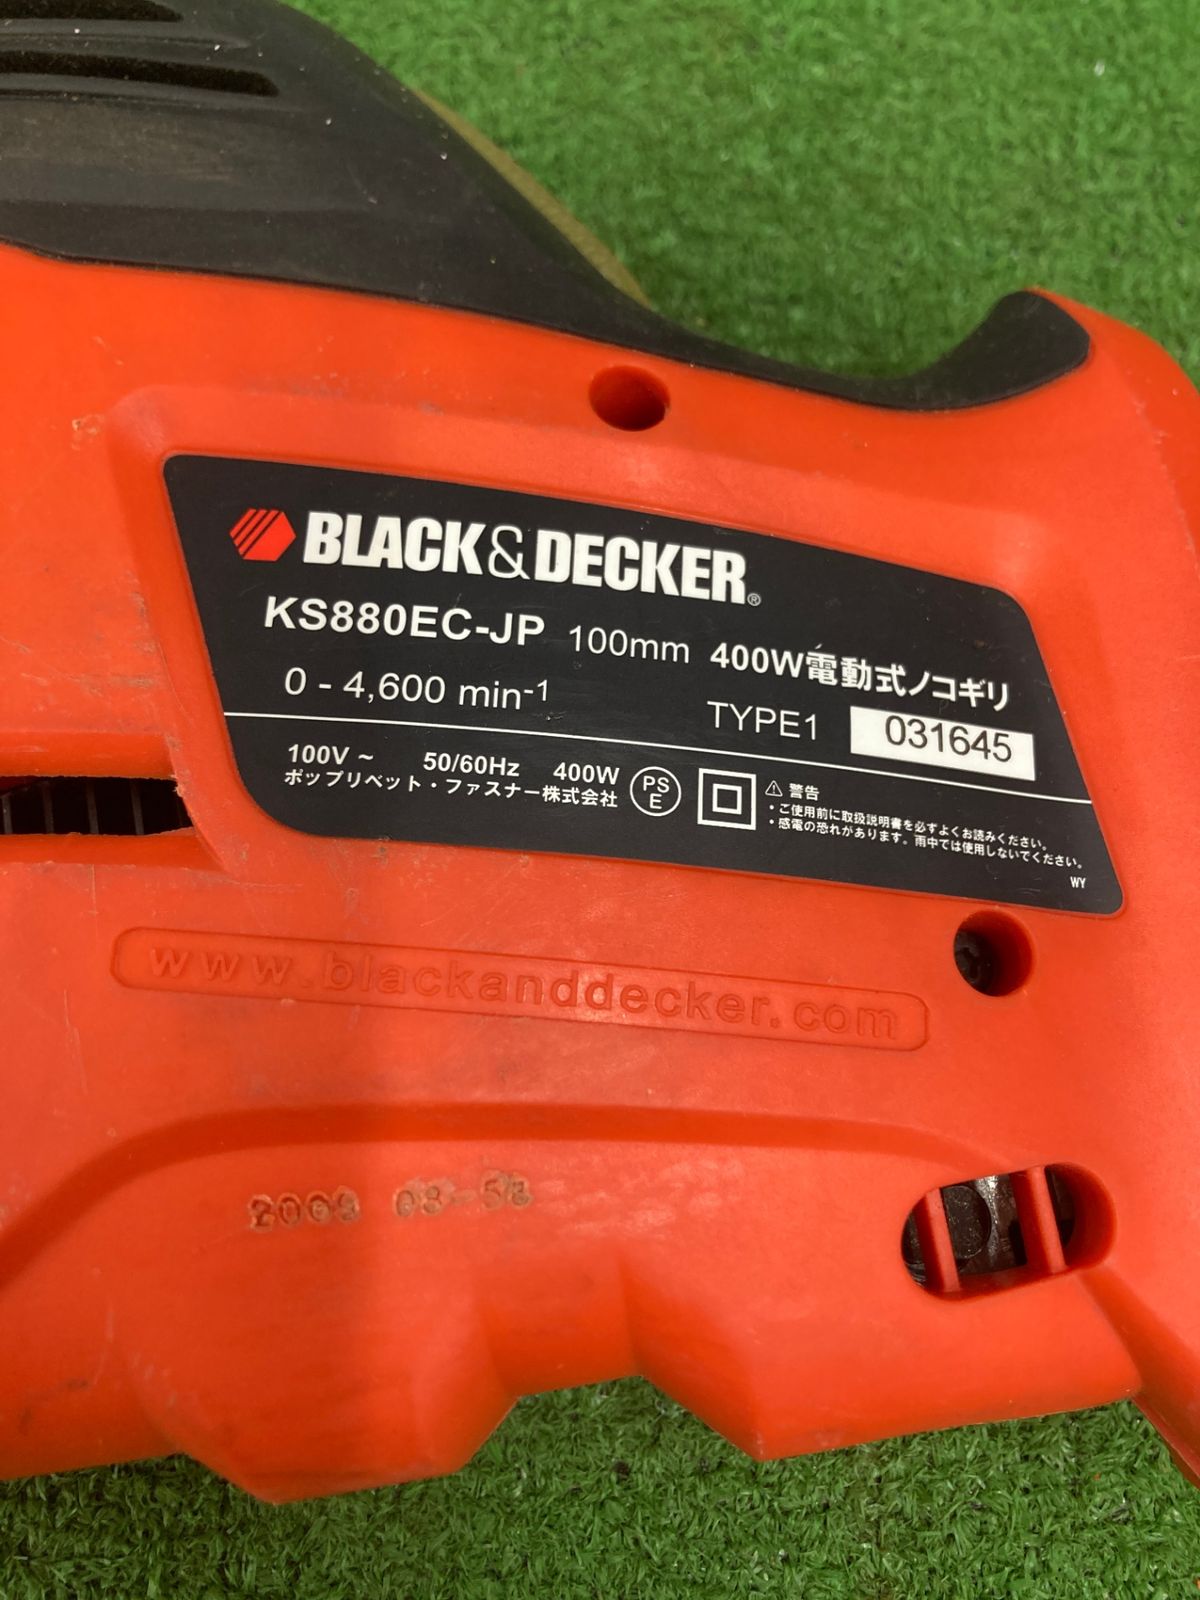 BLACK&DECKER®
KS880EC-JP 100mm 400W電動式ノコギリ
0 - 4,600 min-1 TYPE1 031645
100V ~ 50/60Hz 400W
ポップリベット・ファスナー株式会社
PS
E
⚠ 警告
・ご使用前に取扱説明書を必ずよくお読みください。
・感電の恐れがあります。雨中では使用しないでください。
WY
www.blackanddecker.com
2009 08-